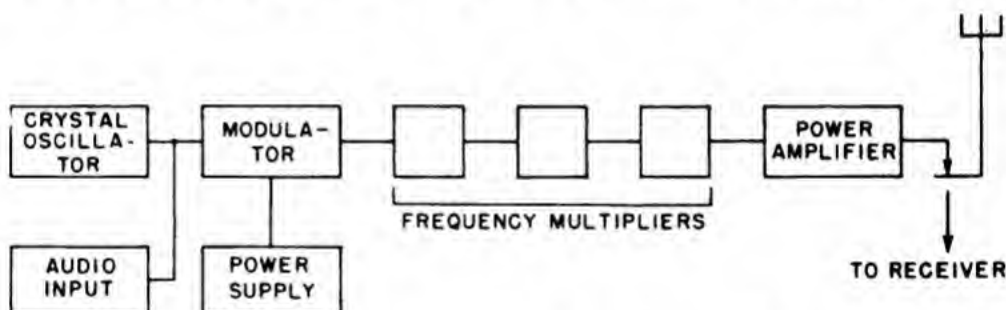 CRYSTAL
OSCILLA-
TOR
MODULA-
TOR
POWER
AMPLIFIER
FREQUENCY MULTIPLIERS
AUDIO
INPUT
POWER
SUPPLY
TO RECEIVER